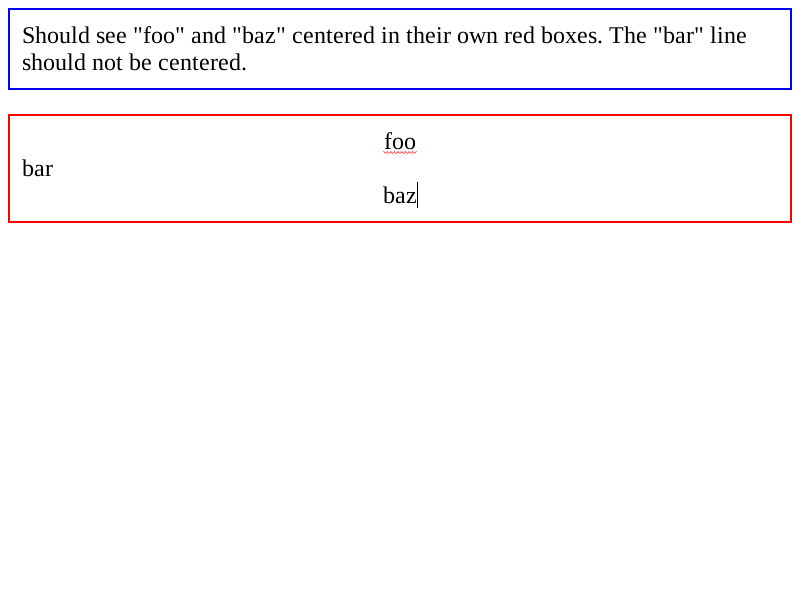 Should see "foo" and "baz" centered in their own red boxes. The "bar" line
should not be centered.
foo
bar
baz